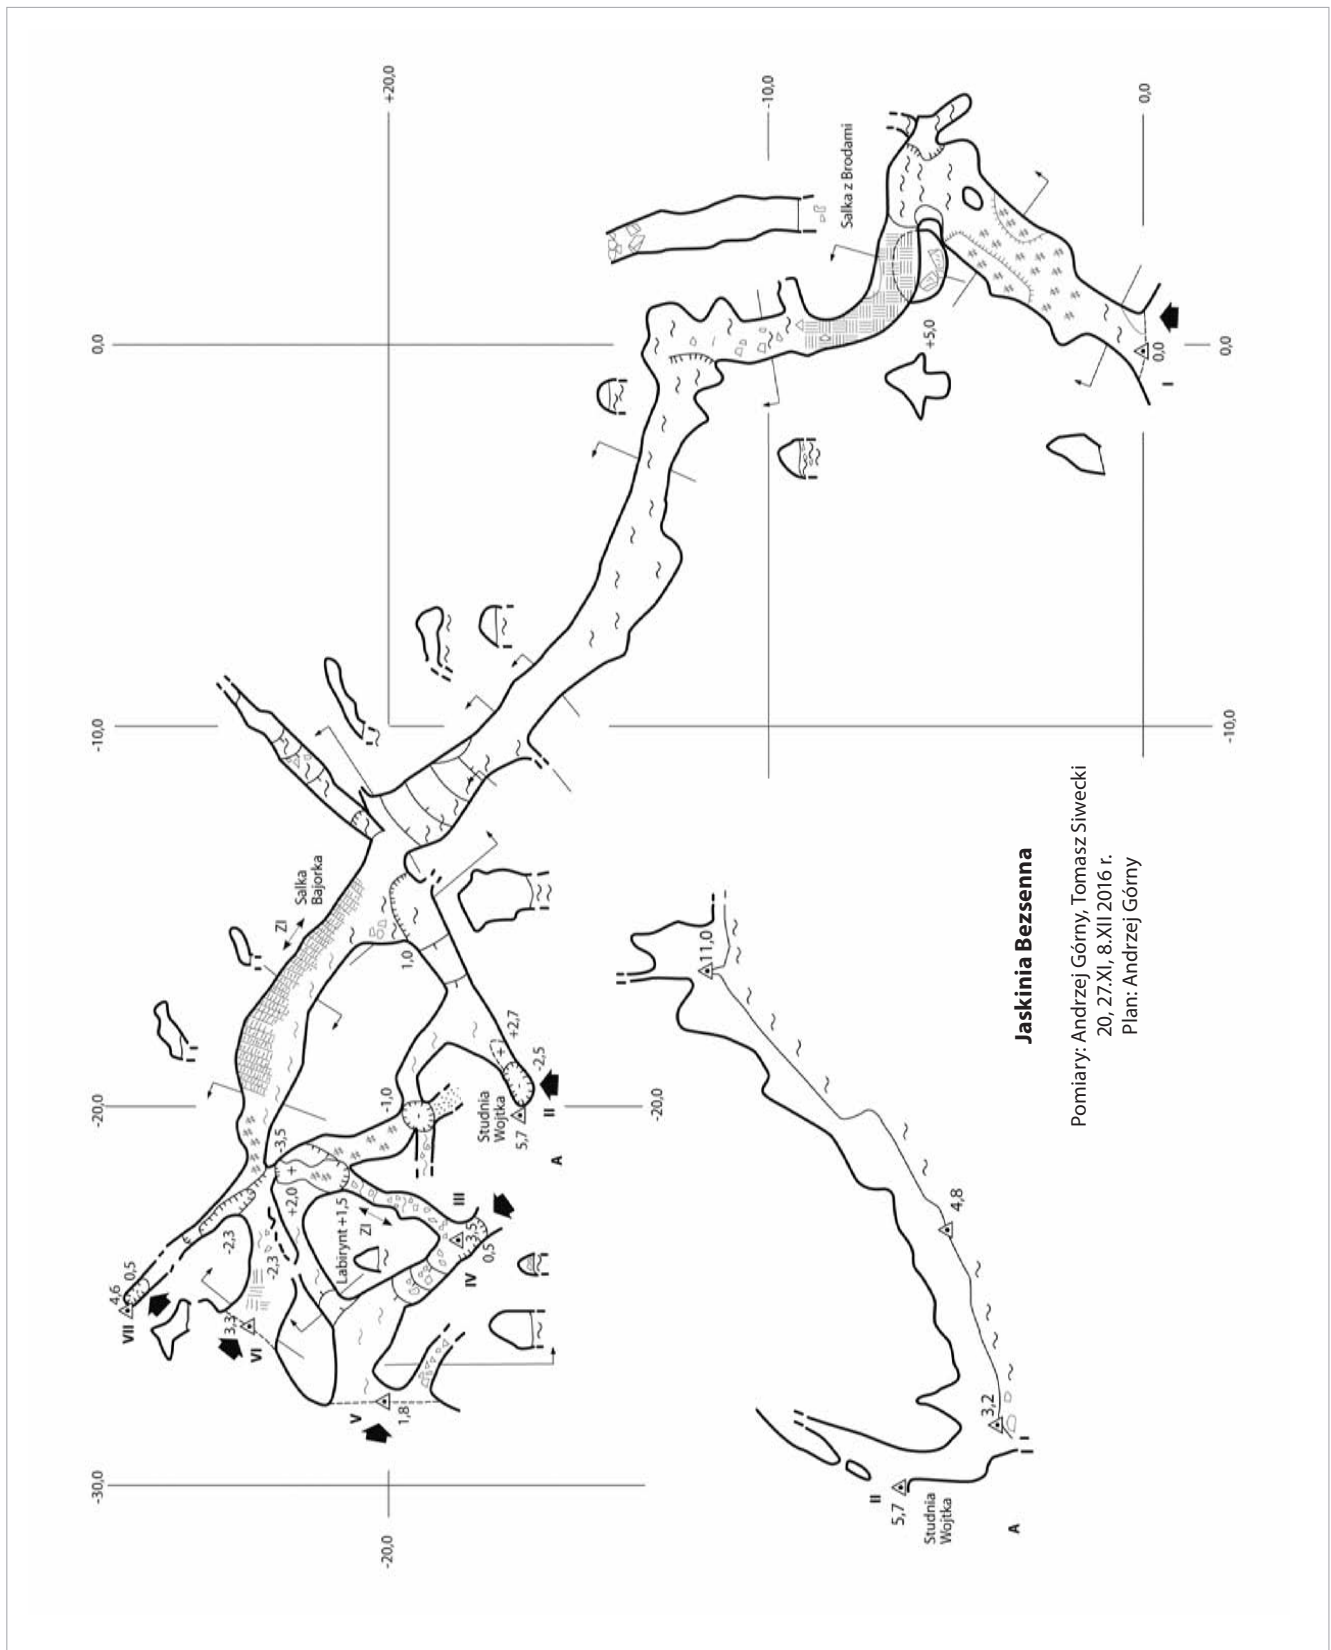 Jaskinia Bezsenna
Pomiary: Andrzej Górny, Tomasz Siwecki
20, 27.XI, 8.XII 2016 r.
Plan: Andrzej Górny
+20,0
-10,0
0,0
0,0
0,0
-10,0
-10,0
-20,0
-30,0
-20,0
Salka z Brodami
+5,0
0,0
I
Salka
Bajorka
ZI
1,0
+2,7
+
-2,5
II
Studnia
Wojtka
5,7
A
-1,0
-3,5
+
+2,0
Labirynt +1,5
ZI
III
3,5
0,5
IV
-2,3
-2,3
0,5
4,6
VII
3,3
VI
V
1,8
11,0
4,8
3,2
II
5,7
Studnia
Wojtka
A